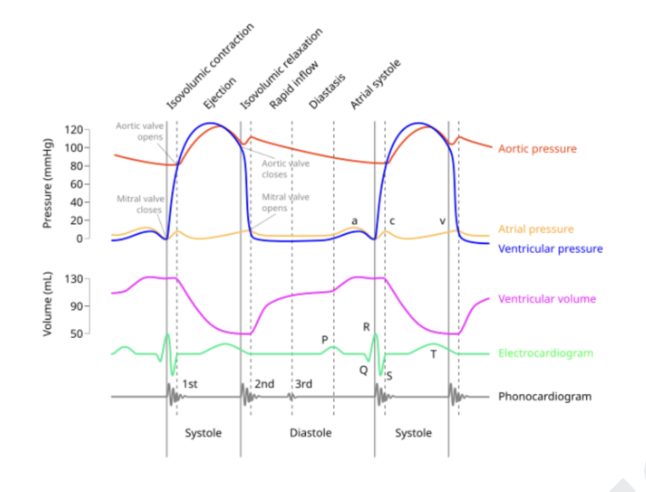 Isovolumic contraction
Ejection
Isovolumic relaxation
Rapid inflow
Diastasis
Atrial systole
Pressure (mmHg)
120
100
80
60
40
20
0
Aortic valve
opens
Aortic valve
closes
Mitral valve
closes
Mitral valve
opens
a
c
v
Aortic pressure
Atrial pressure
Ventricular pressure
Volume (mL)
130
90
50
Ventricular volume
R
P
T
Q
S
Electrocardiogram
1st
2nd
3rd
Phonocardiogram
Systole
Diastole
Systole